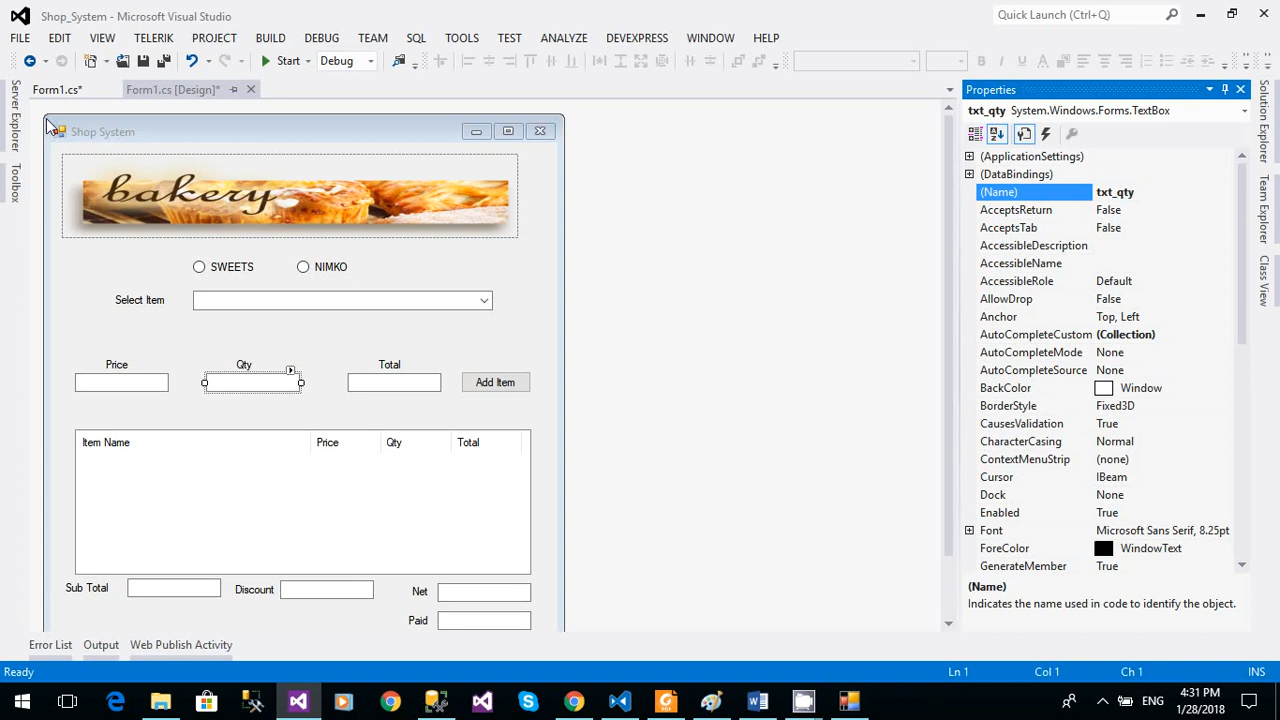 Shop_System - Microsoft Visual Studio
Quick Launch (Ctrl+Q)
FILE EDIT VIEW TELERIK PROJECT BUILD DEBUG TEAM SQL TOOLS TEST ANALYZE DEVEXPRESS WINDOW HELP
Start Debug
Server Explorer
Toolbox
Form1.cs*
Form1.cs [Design]*
Shop System
bakery
SWEETS NIMKO
Select Item
Price Qty Total
Add Item
Item Name Price Qty Total
Sub Total Discount Net
Paid
Properties
txt_qty System.Windows.Forms.TextBox
(ApplicationSettings)
(DataBindings)
(Name) txt_qty
AcceptsReturn False
AcceptsTab False
AccessibleDescription
AccessibleName
AccessibleRole Default
AllowDrop False
Anchor Top, Left
AutoCompleteCustom (Collection)
AutoCompleteMode None
AutoCompleteSource None
BackColor Window
BorderStyle Fixed3D
CausesValidation True
CharacterCasing Normal
ContextMenuStrip (none)
Cursor IBeam
Dock None
Enabled True
Font Microsoft Sans Serif, 8.25pt
ForeColor WindowText
GenerateMember True
(Name)
Indicates the name used in code to identify the object.
Solution Explorer
Team Explorer
Class View
Error List Output Web Publish Activity
Ready Ln 1 Col 1 Ch 1 INS
ENG
4:31 PM
1/28/2018